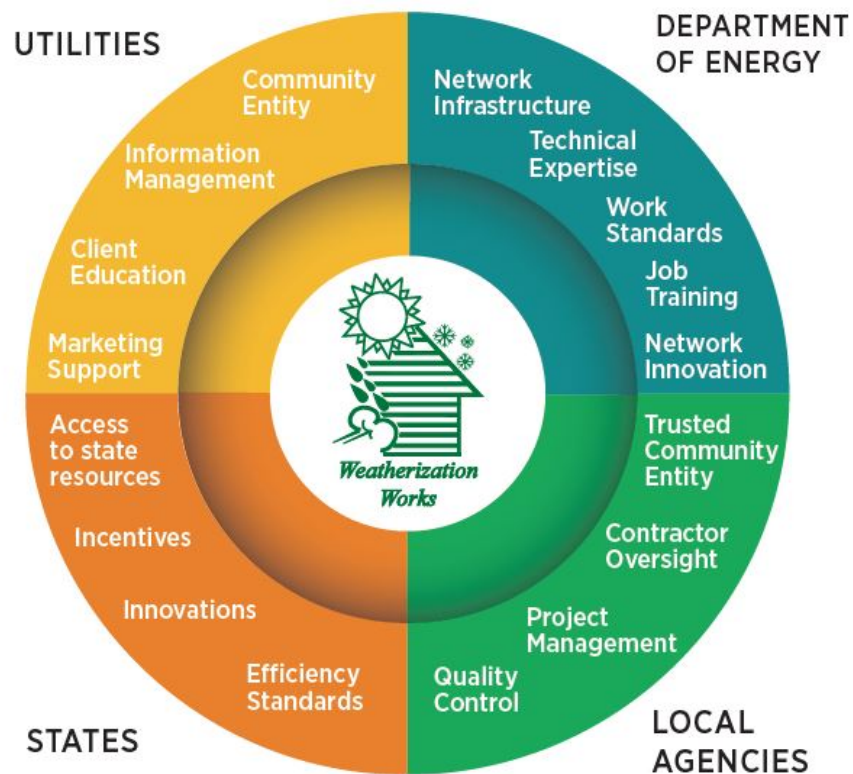 UTILITIES
Community
Entity
Information
Management
Client
Education
Marketing
Support
DEPARTMENT
OF ENERGY
Network
Infrastructure
Technical
Expertise
Work
Standards
Job
Training
Network
Innovation
Weatherization
Works
Access
to state
resources
Incentives
Innovations
Efficiency
Standards
STATES
Trusted
Community
Entity
Contractor
Oversight
Project
Management
Quality
Control
LOCAL
AGENCIES